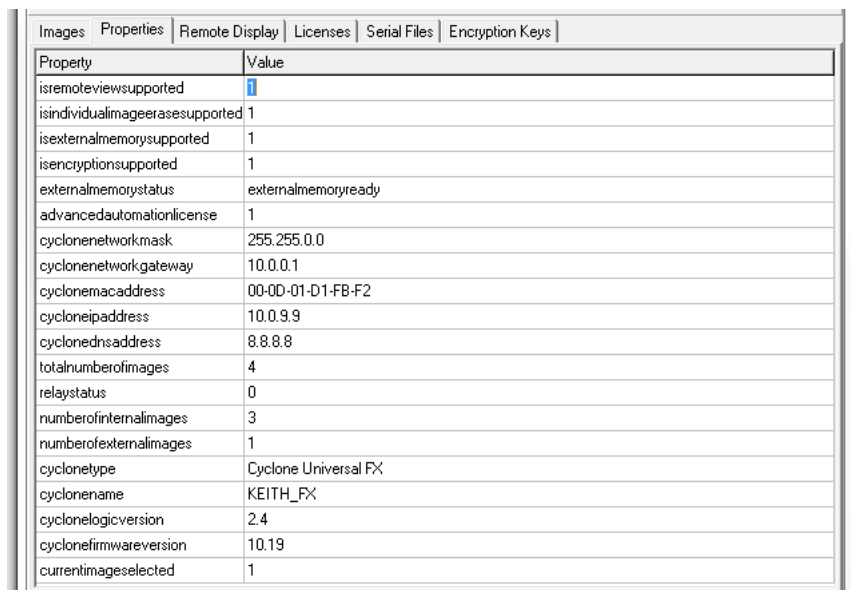 Images Properties Remote Display Licenses Serial Files Encryption Keys
Property Value
isremoteviewsupported 1
isindividualimageerasesupported 1
isexternalmemorysupported 1
isencryptionsupported 1
externalmemorystatus externalmemoryready
advancedautomationlicense 1
cyclonenetworkmask 255.255.0.0
cyclonenetworkgateway 10.0.0.1
cyclonemacaddress 00-0D-01-D1-FB-F2
cycloneipaddress 10.0.9.9
cyclonednsaddress 8.8.8.8
totalnumberofimages 4
relaystatus 0
numberofinternalimages 3
numberofexternalimages 1
cyclonetype Cyclone Universal FX
cyclonename KEITH_FX
cyclonelogicversion 2.4
cyclonefirmwareversion 10.19
currentimageselected 1